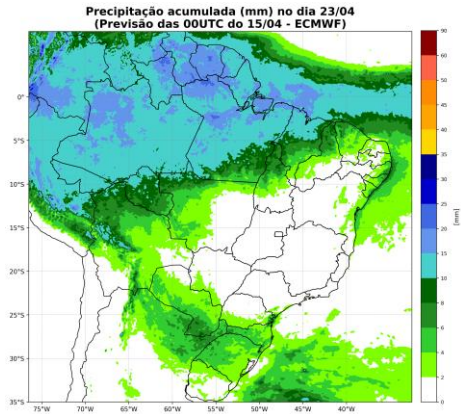 Precipitação acumulada (mm) no dia 23/04
(Previsão das 00UTC do 15/04 - ECMWF)
0°
5°S
10°S
15°S
20°S
25°S
30°S
35°S
75°W
70°W
65°W
60°W
55°W
50°W
45°W
40°W
90
60
50
45
40
35
30
25
20
15
10
8
6
4
2
0
[mm]